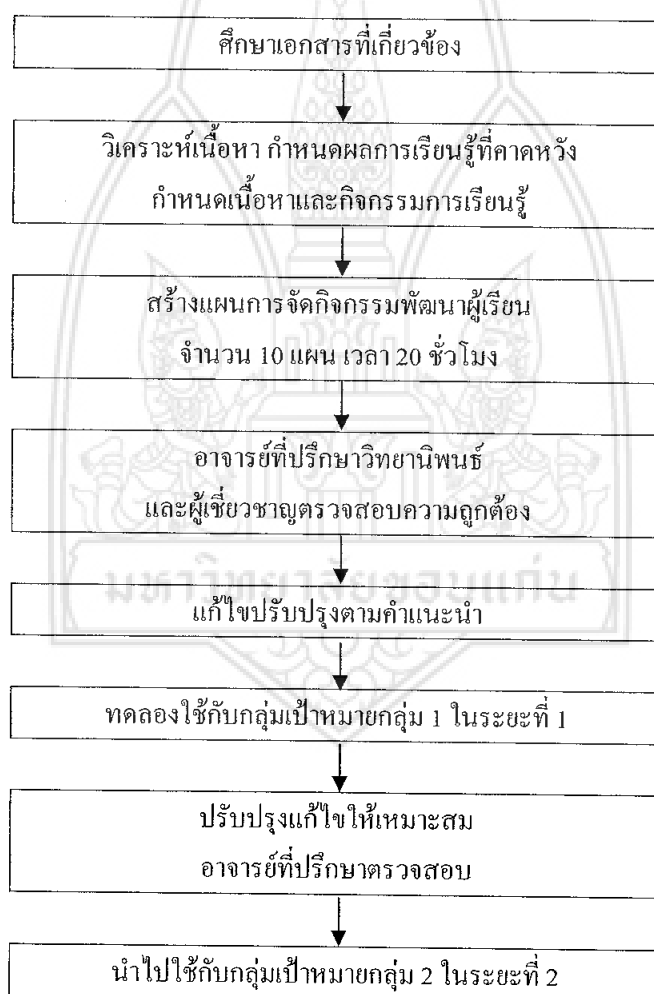 ศึกษาเอกสารที่เกี่ยวข้อง
วิเคราะห์เนื้อหา กำหนดผลการเรียนรู้ที่คาดหวัง
กำหนดเนื้อหาและกิจกรรมการเรียนรู้
สร้างแผนการจัดกิจกรรมพัฒนาผู้เรียน
จำนวน 10 แผน เวลา 20 ชั่วโมง
อาจารย์ที่ปรึกษาวิทยานิพนธ์
และผู้เชี่ยวชาญตรวจสอบความถูกต้อง
มหาวิทยาลัยขอนแก่น
แก้ไขปรับปรุงตามคำแนะนำ
ทดลองใช้กับกลุ่มเป้าหมายกลุ่ม 1 ในระยะที่ 1
ปรับปรุงแก้ไขให้เหมาะสม
อาจารย์ที่ปรึกษาตรวจสอบ
นำไปใช้กับกลุ่มเป้าหมายกลุ่ม 2 ในระยะที่ 2